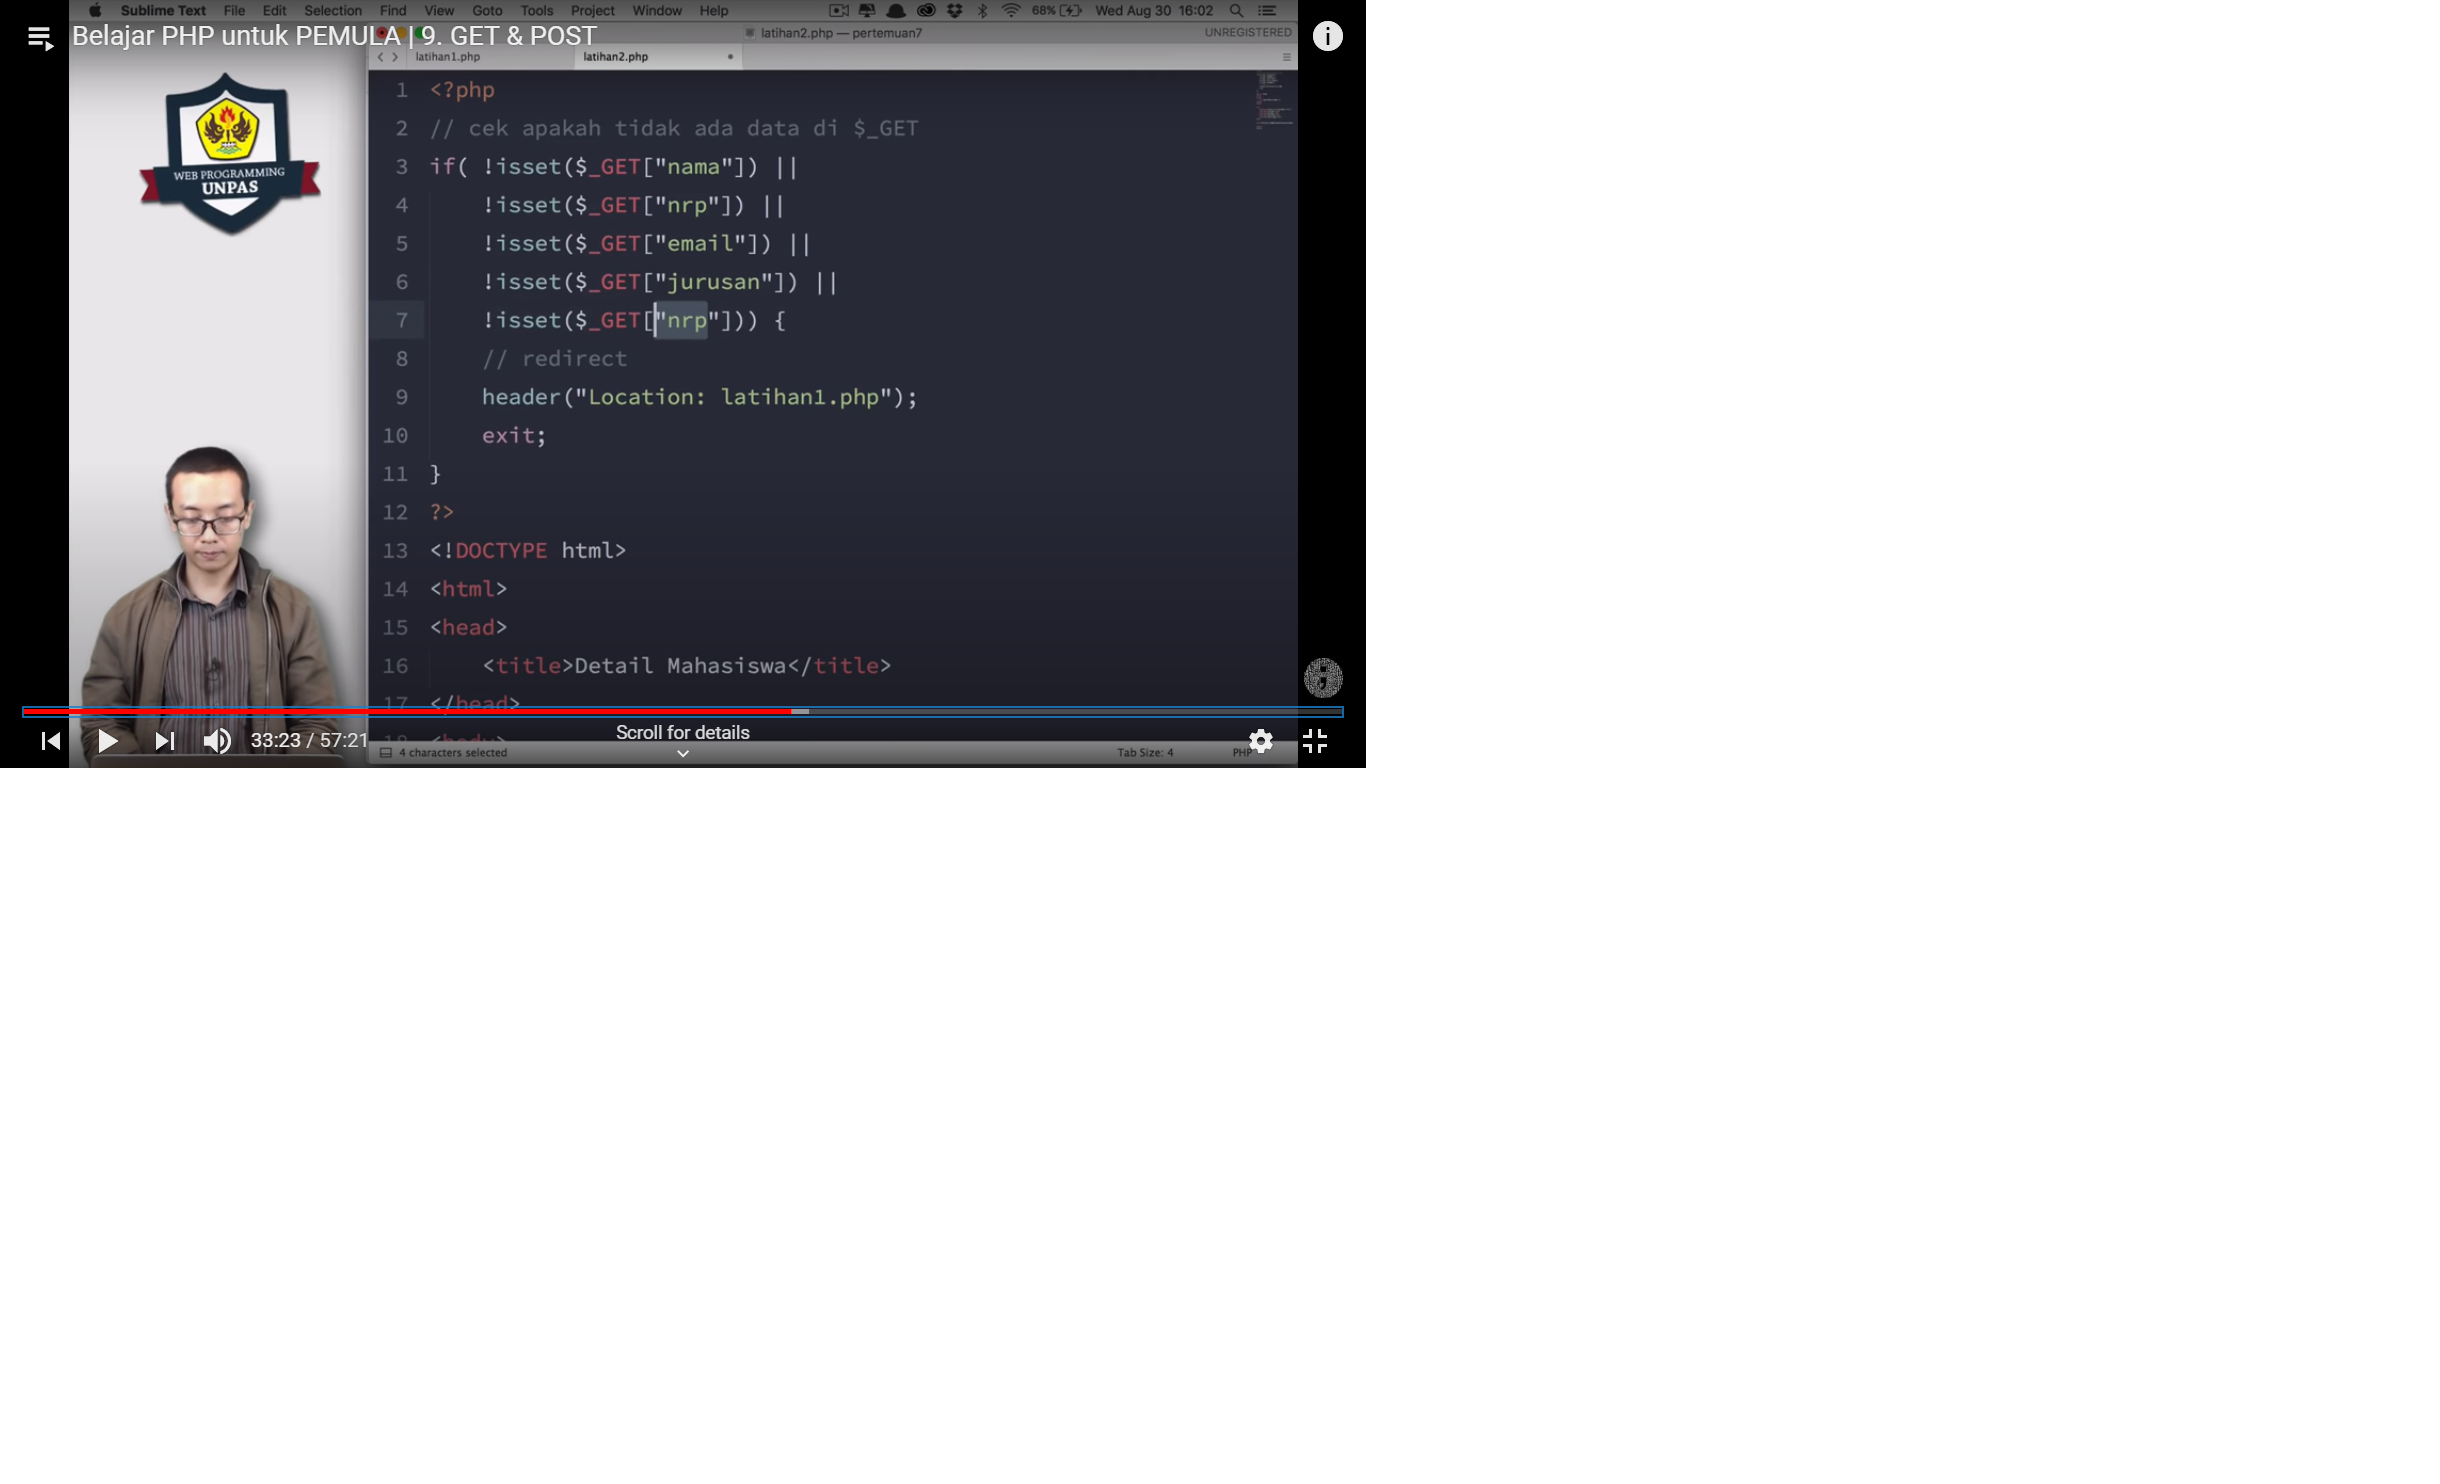 Sublime Text File Edit Selection Find View Goto Tools Project Window Help 68% Wed Aug 30 16:02
Belajar PHP untuk PEMULA | 9. GET & POST
latihan2.php — pertemuan7
UNREGISTERED
latihan1.php
latihan2.php
WEB PROGRAMMING
UNPAS
1 <?php
2 // cek apakah tidak ada data di $_GET
3 if( !isset($_GET["nama"]) ||
4 !isset($_GET["nrp"]) ||
5 !isset($_GET["email"]) ||
6 !isset($_GET["jurusan"]) ||
7 !isset($_GET["nrp"])) {
8 // redirect
9 header("Location: latihan1.php");
10 exit;
11 }
12 ?>
13 <!DOCTYPE html>
14 <html>
15 <head>
16 <title>Detail Mahasiswa</title>
17 </head>
18 <body>
33:23 / 57:21
Scroll for details
4 characters selected
Tab Size: 4
PHP